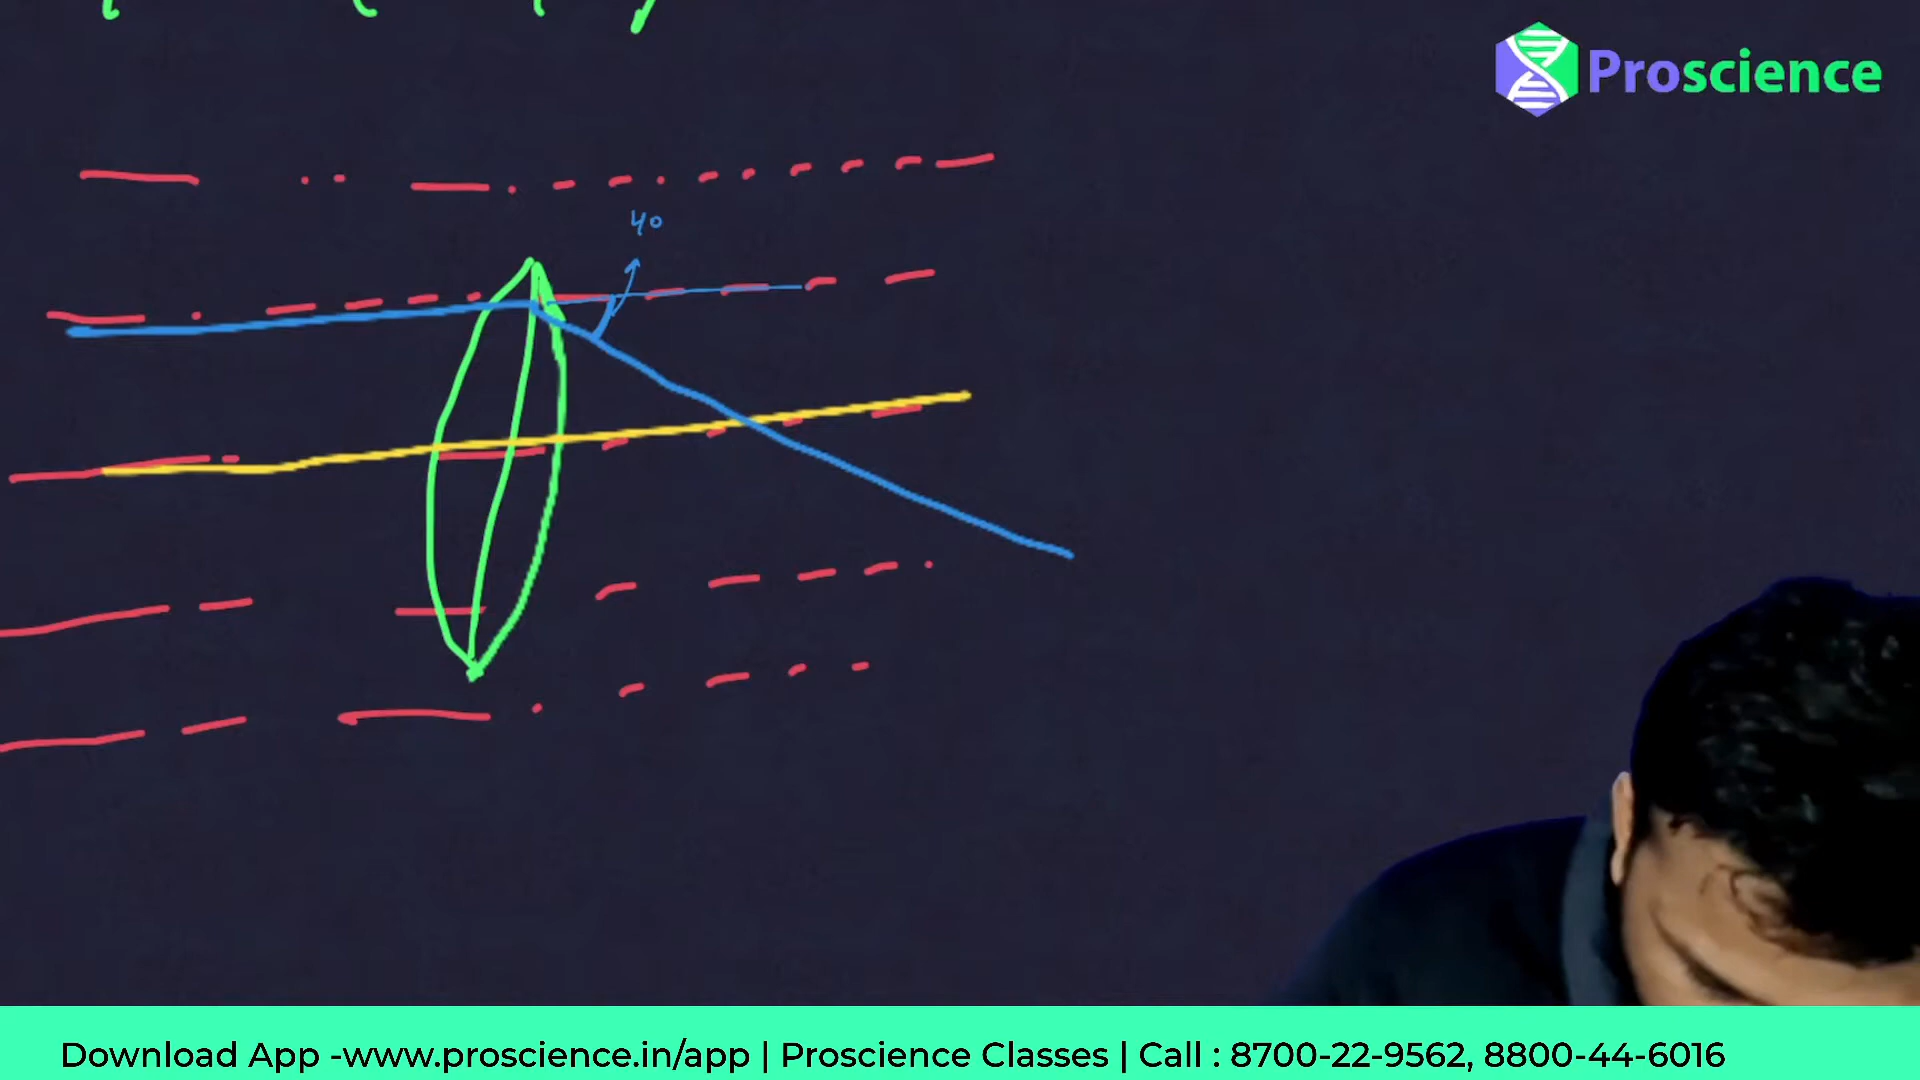 Proscience
40
Download App -www.proscience.in/app | Proscience Classes | Call : 8700-22-9562, 8800-44-6016